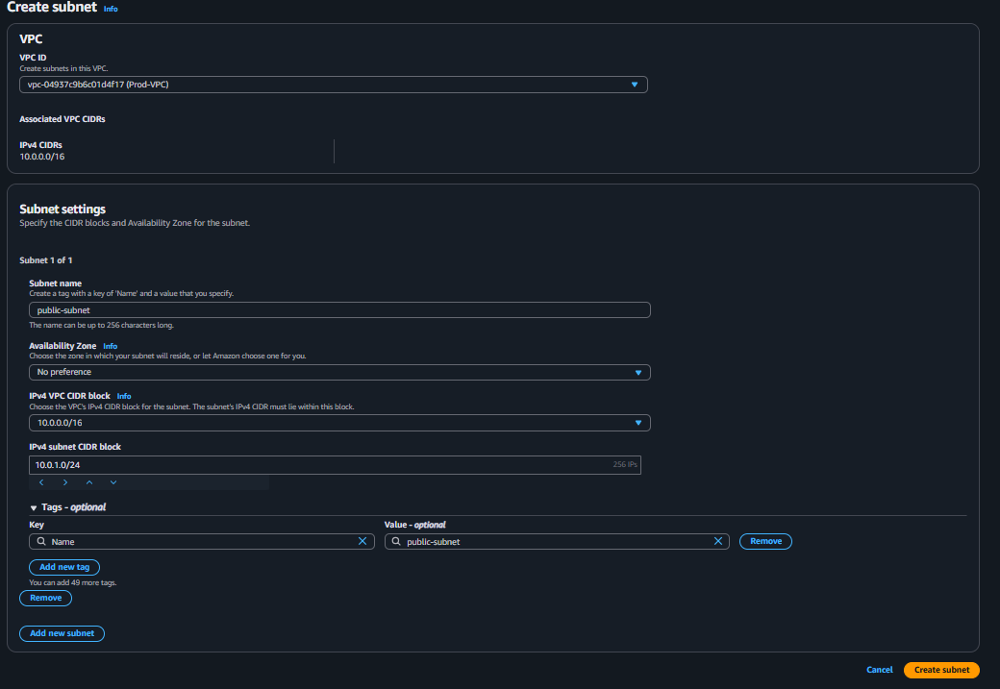 Create subnet Info
VPC
VPC ID
Create subnets in this VPC.
vpc-04937c9b6c01d4f17 (Prod-VPC)
Associated VPC CIDRs
IPv4 CIDRs
10.0.0.0/16
Subnet settings
Specify the CIDR blocks and Availability Zone for the subnet.
Subnet 1 of 1
Subnet name
Create a tag with a key of 'Name' and a value that you specify.
public-subnet
The name can be up to 256 characters long.
Availability Zone Info
Choose the zone in which your subnet will reside, or let Amazon choose one for you.
No preference
IPv4 VPC CIDR block Info
Choose the VPC's IPv4 CIDR block for the subnet. The subnet's IPv4 CIDR must lie within this block.
10.0.0.0/16
IPv4 subnet CIDR block
10.0.1.0/24 256 IPs
Tags - optional
Key Value - optional
Name public-subnet Remove
Add new tag
You can add 49 more tags.
Remove
Add new subnet
Cancel Create subnet